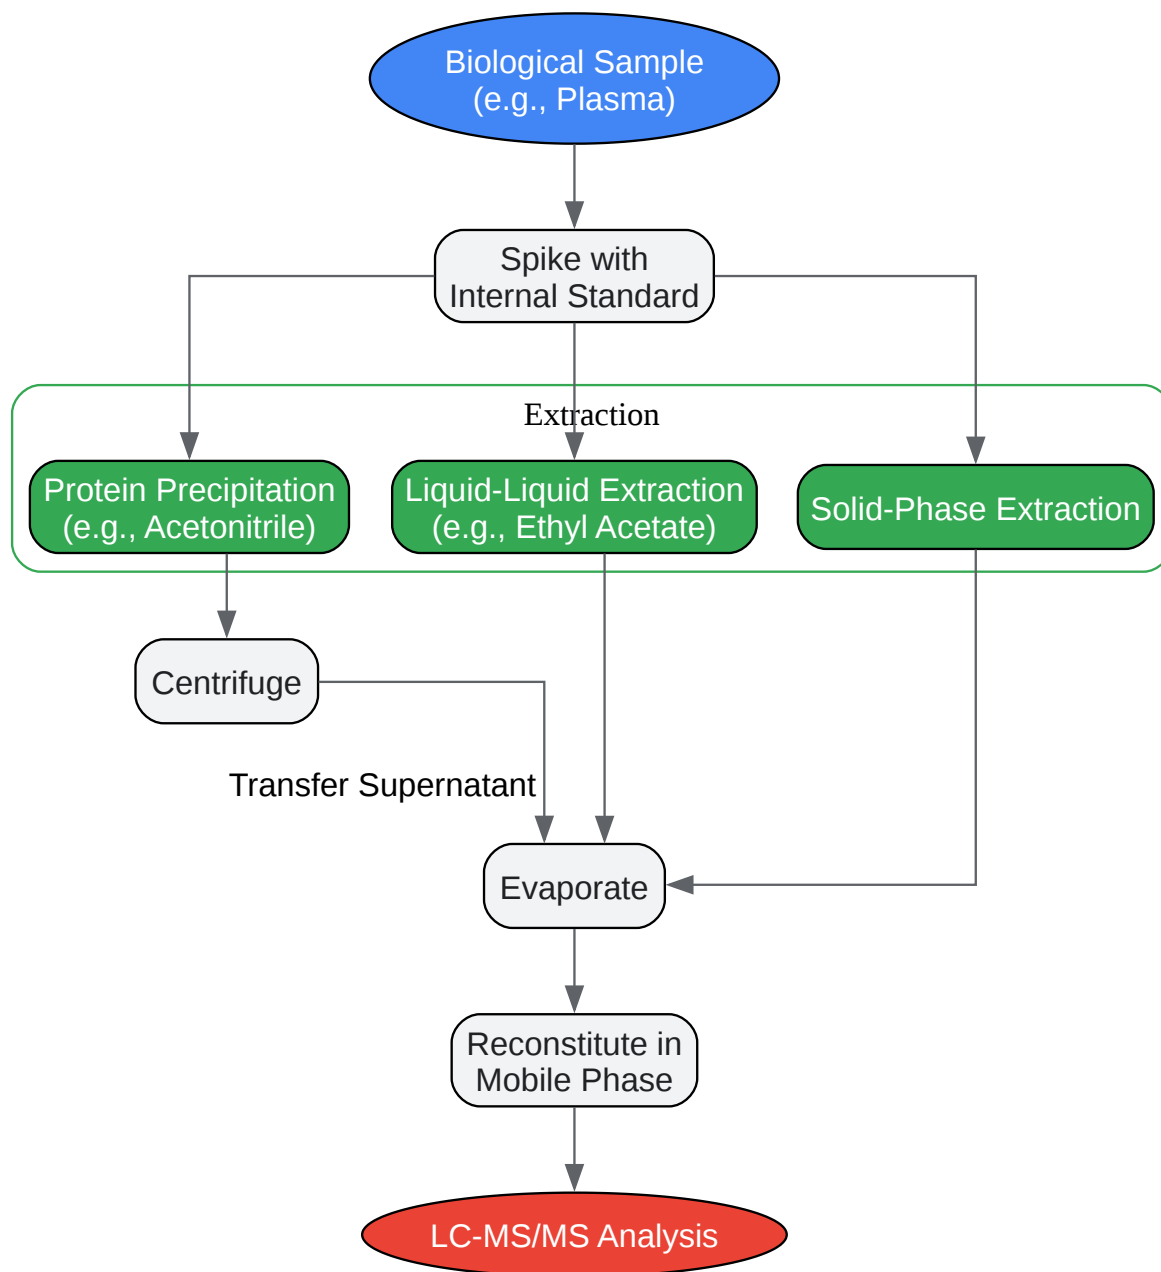 Biological Sample
(e.g., Plasma)
Spike with
Internal Standard
Extraction
Protein Precipitation
(e.g., Acetonitrile)
Liquid-Liquid Extraction
(e.g., Ethyl Acetate)
Solid-Phase Extraction
Centrifuge
Transfer Supernatant
Evaporate
Reconstitute in
Mobile Phase
LC-MS/MS Analysis